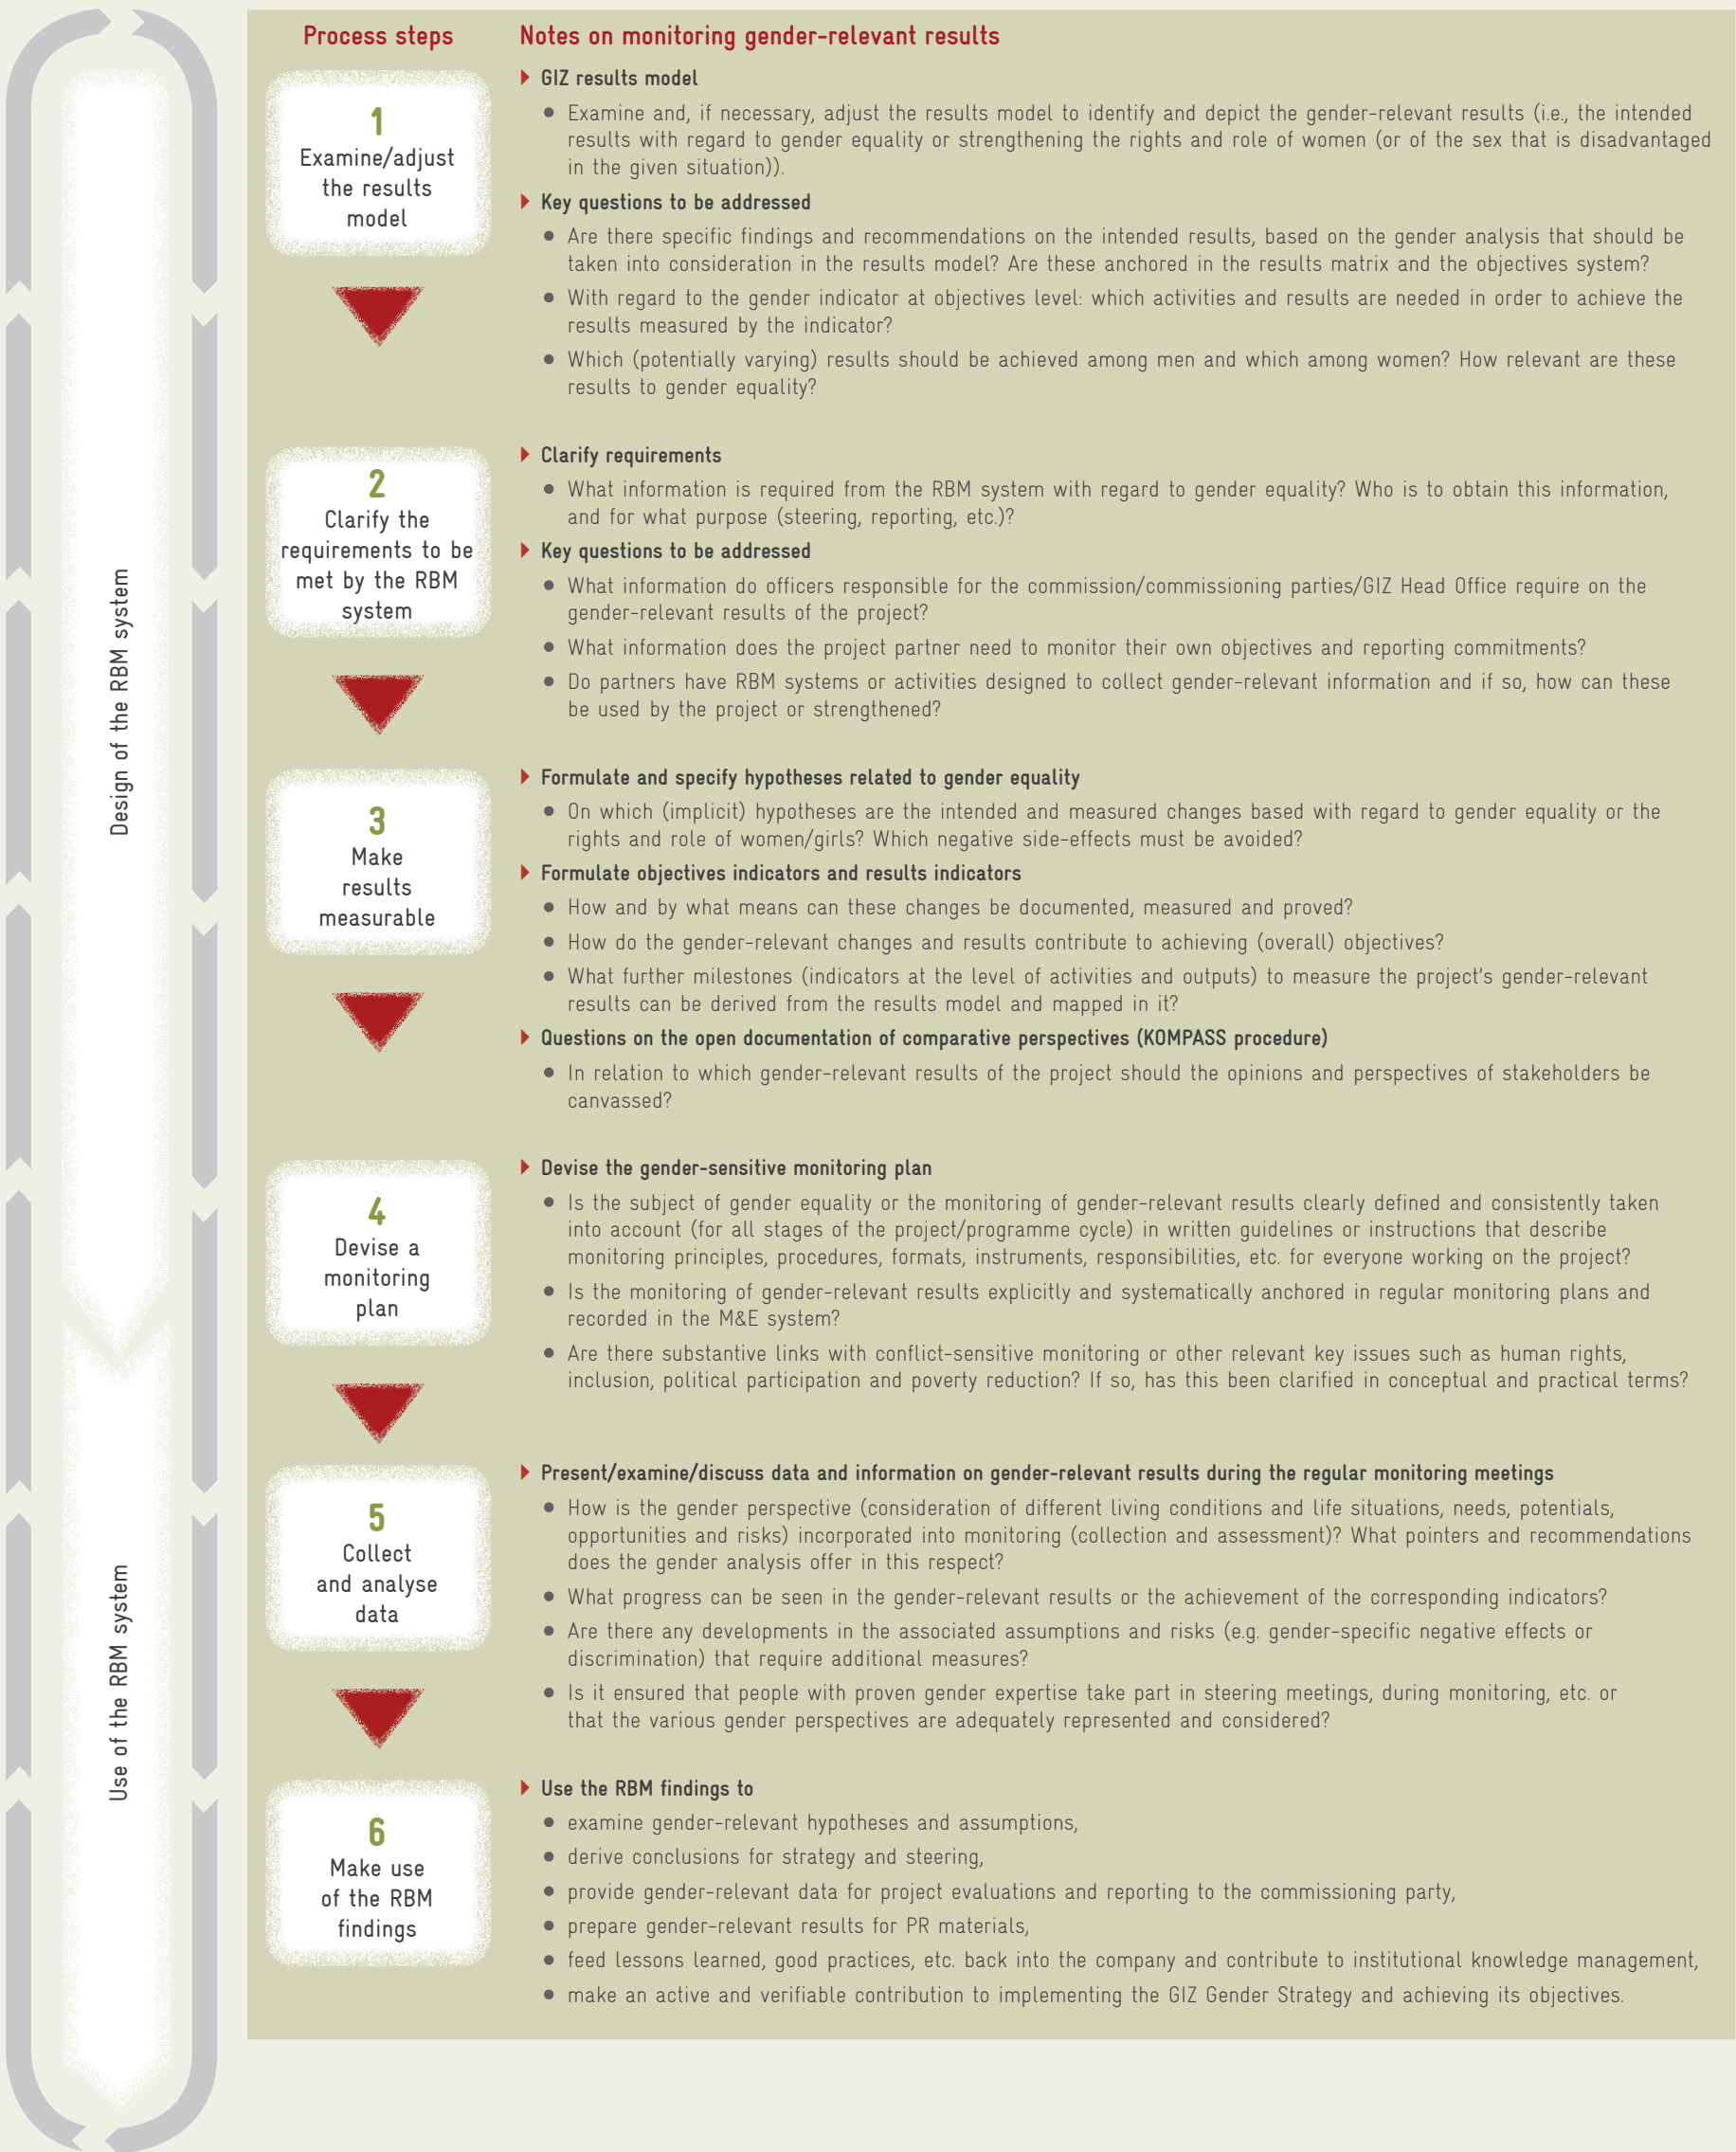 Process steps
Notes on monitoring gender-relevant results
Design of the RBM system
1
Examine/adjust
the results
model
GIZ results model
Examine and, if necessary, adjust the results model to identify and depict the gender-relevant results (i.e., the intended
results with regard to gender equality or strengthening the rights and role of women (or of the sex that is disadvantaged
in the given situation)).
Key questions to be addressed
Are there specific findings and recommendations on the intended results, based on the gender analysis that should be
taken into consideration in the results model? Are these anchored in the results matrix and the objectives system?
With regard to the gender indicator at objectives level: which activities and results are needed in order to achieve the
results measured by the indicator?
Which (potentially varying) results should be achieved among men and which among women? How relevant are these
results to gender equality?
2
Clarify the
requirements to be
met by the RBM
system
Clarify requirements
What information is required from the RBM system with regard to gender equality? Who is to obtain this information,
and for what purpose (steering, reporting, etc.)?
Key questions to be addressed
What information do officers responsible for the commission/commissioning parties/GIZ Head Office require on the
gender-relevant results of the project?
What information does the project partner need to monitor their own objectives and reporting commitments?
Do partners have RBM systems or activities designed to collect gender-relevant information and if so, how can these
be used by the project or strengthened?
3
Make
results
measurable
Formulate and specify hypotheses related to gender equality
On which (implicit) hypotheses are the intended and measured changes based with regard to gender equality or the
rights and role of women/girls? Which negative side-effects must be avoided?
Formulate objectives indicators and results indicators
How and by what means can these changes be documented, measured and proved?
How do the gender-relevant changes and results contribute to achieving (overall) objectives?
What further milestones (indicators at the level of activities and outputs) to measure the project's gender-relevant
results can be derived from the results model and mapped in it?
Questions on the open documentation of comparative perspectives (KOMPASS procedure)
In relation to which gender-relevant results of the project should the opinions and perspectives of stakeholders be
canvassed?
Use of the RBM system
4
Devise a
monitoring
plan
Devise the gender-sensitive monitoring plan
Is the subject of gender equality or the monitoring of gender-relevant results clearly defined and consistently taken
into account (for all stages of the project/programme cycle) in written guidelines or instructions that describe
monitoring principles, procedures, formats, instruments, responsibilities, etc. for everyone working on the project?
Is the monitoring of gender-relevant results explicitly and systematically anchored in regular monitoring plans and
recorded in the M&E system?
Are there substantive links with conflict-sensitive monitoring or other relevant key issues such as human rights,
inclusion, political participation and poverty reduction? If so, has this been clarified in conceptual and practical terms?
5
Collect
and analyse
data
Present/examine/discuss data and information on gender-relevant results during the regular monitoring meetings
How is the gender perspective (consideration of different living conditions and life situations, needs, potentials,
opportunities and risks) incorporated into monitoring (collection and assessment)? What pointers and recommendations
does the gender analysis offer in this respect?
What progress can be seen in the gender-relevant results or the achievement of the corresponding indicators?
Are there any developments in the associated assumptions and risks (e.g. gender-specific negative effects or
discrimination) that require additional measures?
Is it ensured that people with proven gender expertise take part in steering meetings, during monitoring, etc. or
that the various gender perspectives are adequately represented and considered?
6
Make use
of the RBM
findings
Use the RBM findings to
examine gender-relevant hypotheses and assumptions,
derive conclusions for strategy and steering,
provide gender-relevant data for project evaluations and reporting to the commissioning party,
prepare gender-relevant results for PR materials,
feed lessons learned, good practices, etc. back into the company and contribute to institutional knowledge management,
make an active and verifiable contribution to implementing the GIZ Gender Strategy and achieving its objectives.